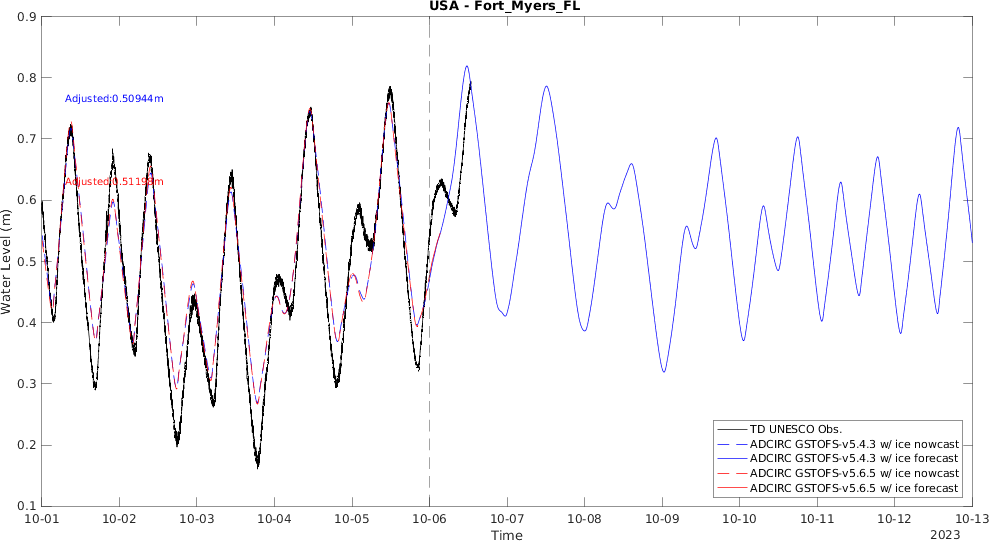 USA - Fort_Myers_FL
0.9
0.8
0.7
0.6
0.5
0.4
0.3
0.2
0.1
Water Level (m)
Adjusted:0.50944m
Adjusted:0.51198m
TD UNESCO Obs.
ADCIRC GSTOFS-v5.4.3 w/ ice nowcast
ADCIRC GSTOFS-v5.4.3 w/ ice forecast
ADCIRC GSTOFS-v5.6.5 w/ ice nowcast
ADCIRC GSTOFS-v5.6.5 w/ ice forecast
10-01 10-02 10-03 10-04 10-05 10-06 10-07 10-08 10-09 10-10 10-11 10-12 10-13
Time
2023